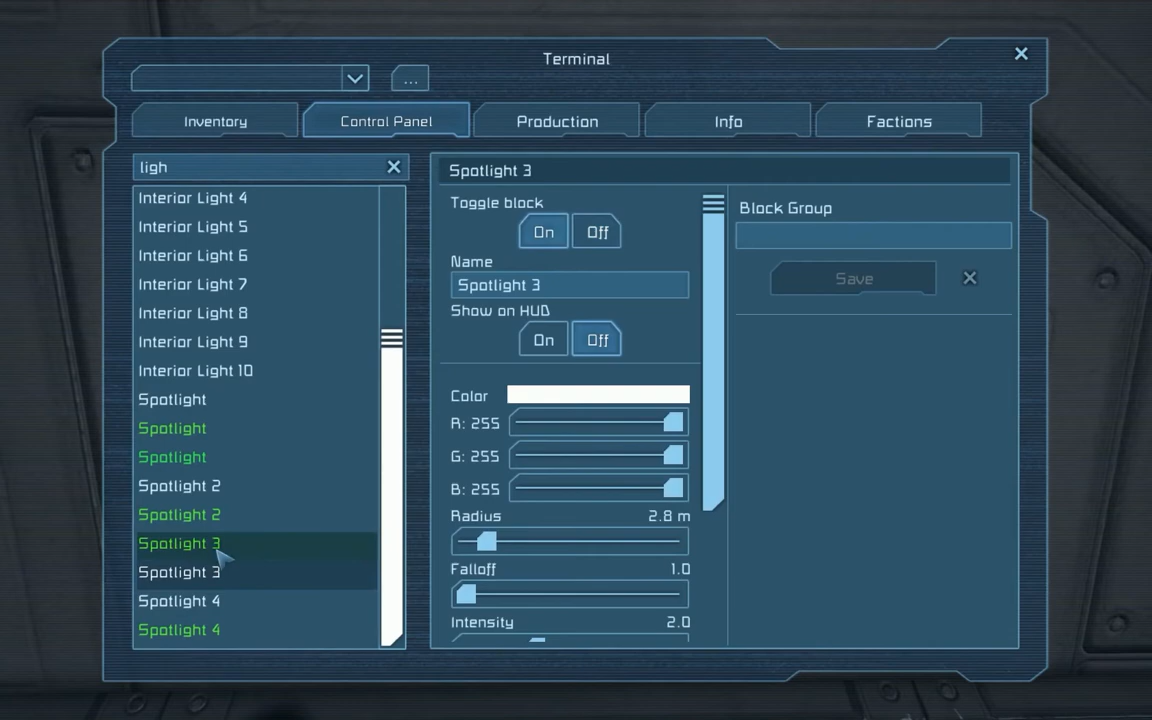 Terminal
...
Inventory
Control Panel
Production
Info
Factions
ligh
Interior Light 4
Interior Light 5
Interior Light 6
Interior Light 7
Interior Light 8
Interior Light 9
Interior Light 10
Spotlight
Spotlight
Spotlight
Spotlight 2
Spotlight 2
Spotlight 3
Spotlight 3
Spotlight 4
Spotlight 4
Spotlight 3
Toggle block
On Off
Name
Spotlight 3
Show on HUD
On Off
Color
R: 255
G: 255
B: 255
Radius 2.8 m
Falloff 1.0
Intensity 2.0
Block Group
Save